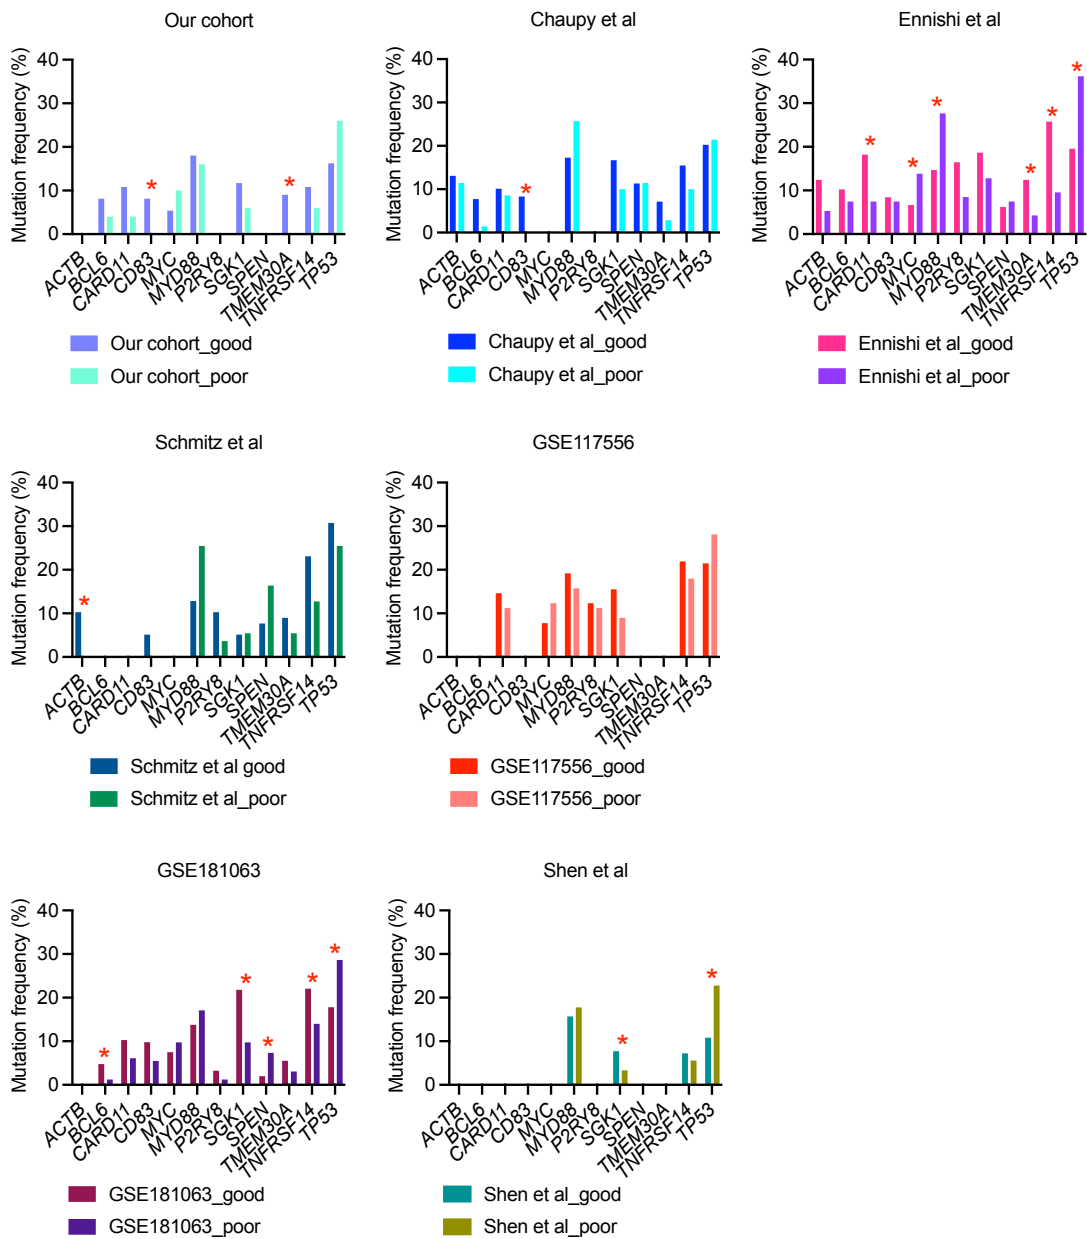 Our cohort
Mutation frequency (%)
40
30
20
10
0
ACTB
BCL6
CARD11
CD83
MYC
MYD88
P2RY8
SGK1
SPEN
TMEM30A
TNFRSF14
TP53
*
*
Our cohort_good
Our cohort_poor
Chaupy et al
Mutation frequency (%)
40
30
20
10
0
ACTB
BCL6
CARD11
CD83
MYC
MYD88
P2RY8
SGK1
SPEN
TMEM30A
TNFRSF14
TP53
*
Chaupy et al_good
Chaupy et al_poor
Ennishi et al
Mutation frequency (%)
40
30
20
10
0
ACTB
BCL6
CARD11
CD83
MYC
MYD88
P2RY8
SGK1
SPEN
TMEM30A
TNFRSF14
TP53
*
*
*
*
*
*
Ennishi et al_good
Ennishi et al_poor
Schmitz et al
Mutation frequency (%)
40
30
20
10
0
ACTB
BCL6
CARD11
CD83
MYC
MYD88
P2RY8
SGK1
SPEN
TMEM30A
TNFRSF14
TP53
*
Schmitz et al good
Schmitz et al_poor
GSE117556
Mutation frequency (%)
40
30
20
10
0
ACTB
BCL6
CARD11
CD83
MYC
MYD88
P2RY8
SGK1
SPEN
TMEM30A
TNFRSF14
TP53
GSE117556_good
GSE117556_poor
GSE181063
Mutation frequency (%)
40
30
20
10
0
ACTB
BCL6
CARD11
CD83
MYC
MYD88
P2RY8
SGK1
SPEN
TMEM30A
TNFRSF14
TP53
*
*
*
*
*
GSE181063_good
GSE181063_poor
Shen et al
Mutation frequency (%)
40
30
20
10
0
ACTB
BCL6
CARD11
CD83
MYC
MYD88
P2RY8
SGK1
SPEN
TMEM30A
TNFRSF14
TP53
*
*
Shen et al_good
Shen et al_poor